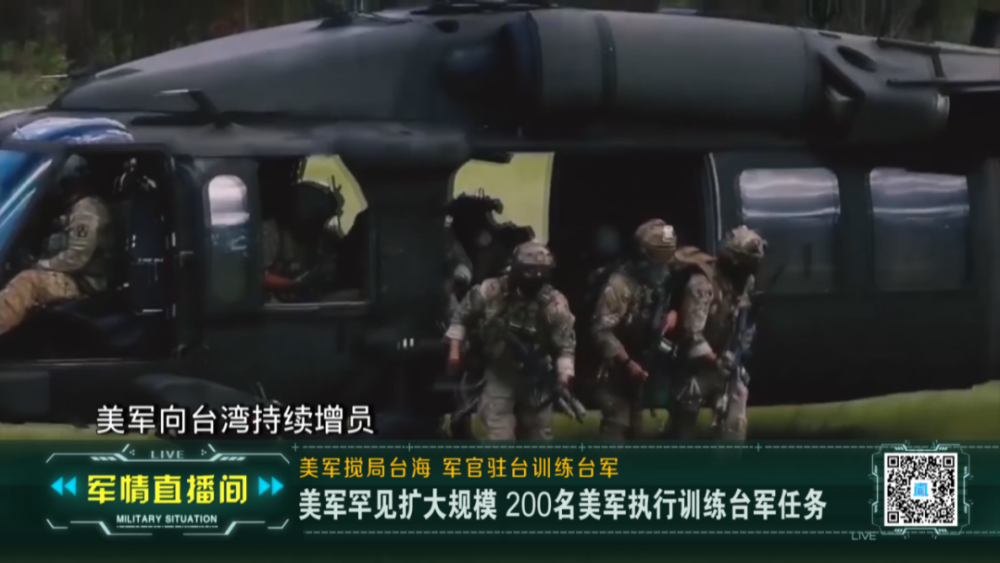 美军向台湾持续增员
LIVE
军情直播间
MILITARY SITUATION
美军搅局台海 军官驻台训练台军
美军罕见扩大规模 200名美军执行训练台军任务
LIVE